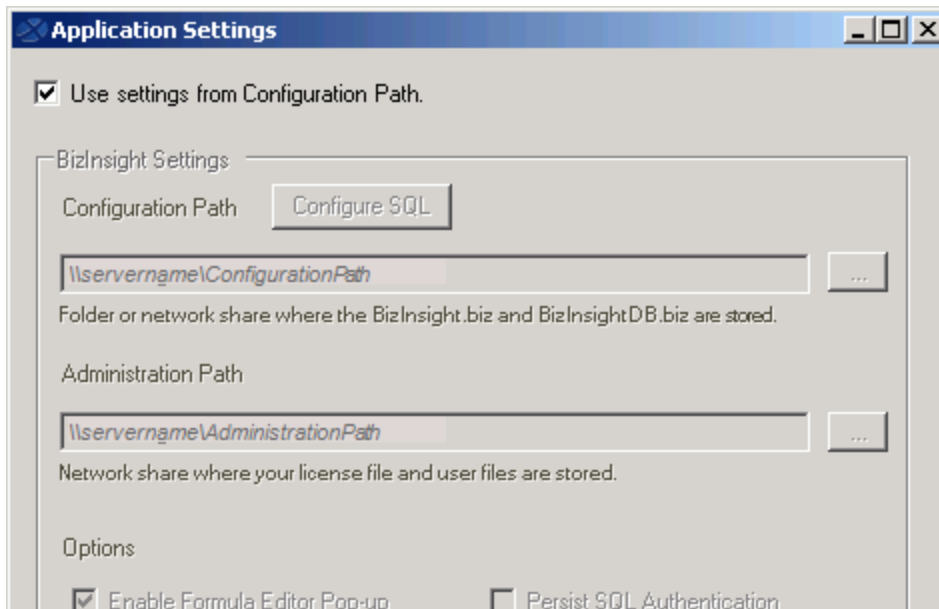 Application Settings
Use settings from Configuration Path.
BizInsight Settings
Configuration Path Configure SQL
\\servername\ConfigurationPath ...
Folder or network share where the BizInsight.biz and BizInsightDB.biz are stored.
Administration Path
\\servername\AdministrationPath ...
Network share where your license file and user files are stored.
Options
Enable Formula Editor Pop-up Persist SQL Authentication